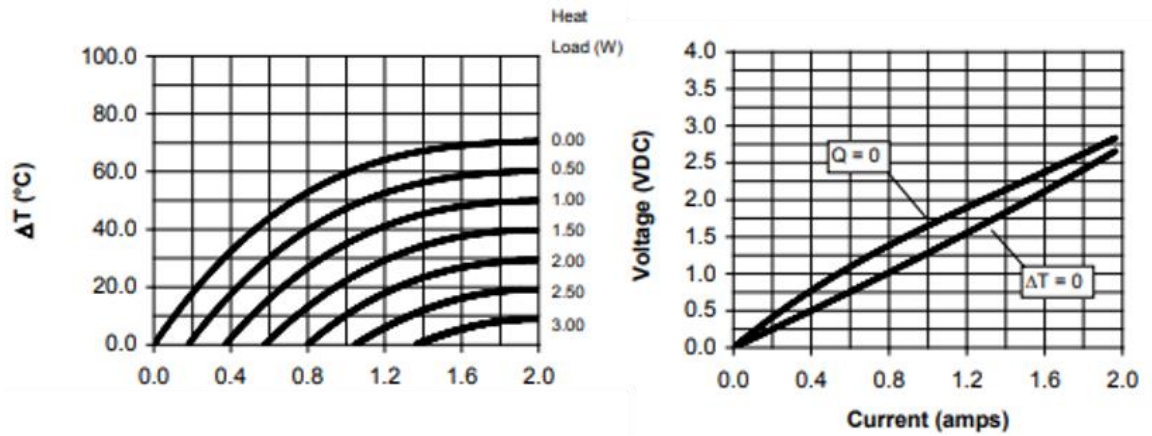 Heat
Load (W)
ΔT (°C)
100.0
80.0
60.0
40.0
20.0
0.0
0.00
0.50
1.00
1.50
2.00
2.50
3.00
0.0 0.4 0.8 1.2 1.6 2.0
Voltage (VDC)
4.0
3.5
3.0
2.5
2.0
1.5
1.0
0.5
0.0
Q = 0
ΔT = 0
0.0 0.4 0.8 1.2 1.6 2.0
Current (amps)